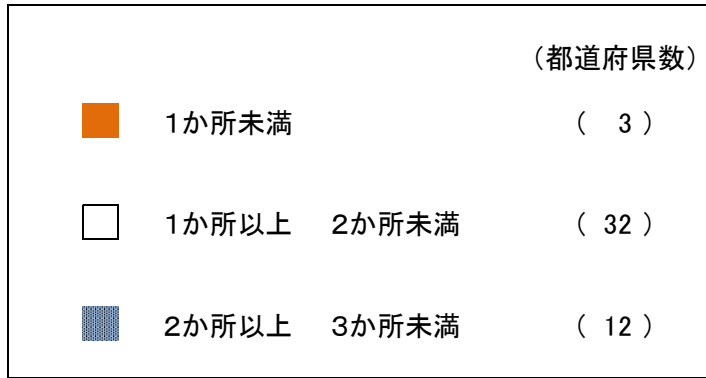 （都道府県数）
１か所未満　（　3 ）
１か所以上　２か所未満　（ 32 ）
２か所以上　３か所未満　（ 12 ）